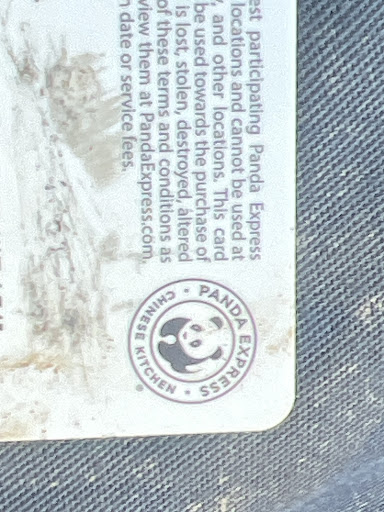 est participating Panda Express
locations and cannot be used at
, and other locations. This card
be used towards the purchase of
is lost, stolen, destroyed, altered
of these terms and conditions as
view them at PandaExpress.com.
n date or service fees.
PANDA EXPRESS
CHINESE KITCHEN
®